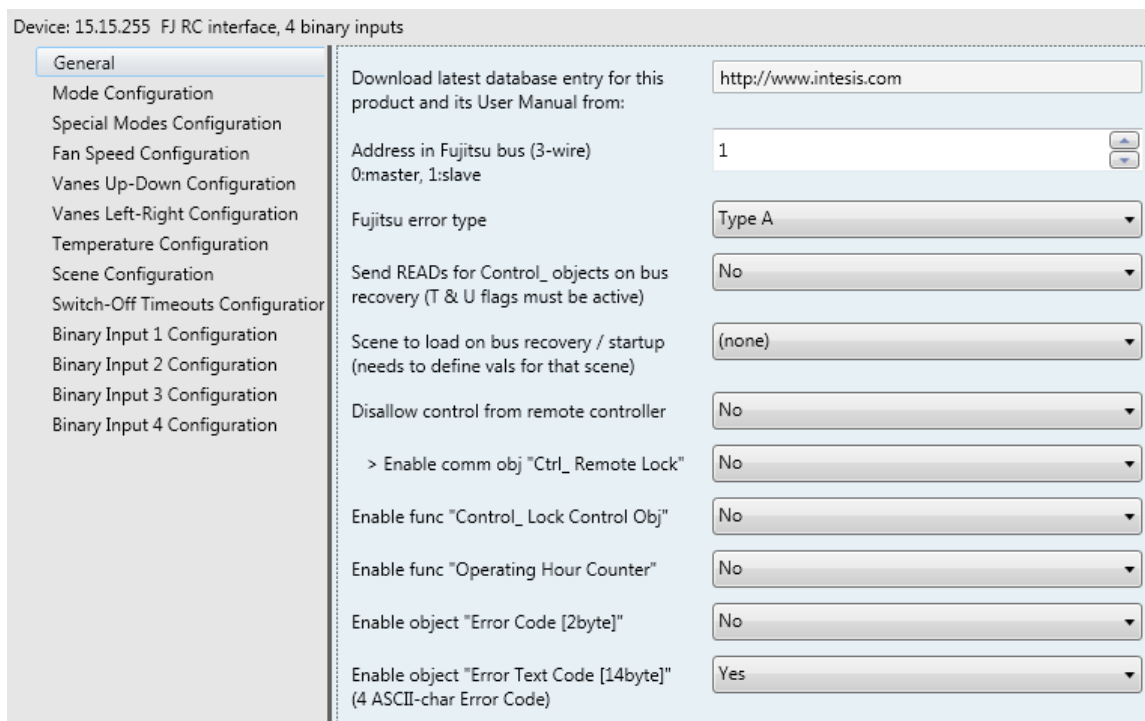 Device: 15.15.255  FJ RC interface, 4 binary inputs
General
Mode Configuration
Special Modes Configuration
Fan Speed Configuration
Vanes Up-Down Configuration
Vanes Left-Right Configuration
Temperature Configuration
Scene Configuration
Switch-Off Timeouts Configuration
Binary Input 1 Configuration
Binary Input 2 Configuration
Binary Input 3 Configuration
Binary Input 4 Configuration
Download latest database entry for this
product and its User Manual from:
http://www.intesis.com
Address in Fujitsu bus (3-wire)
0:master, 1:slave
1
Fujitsu error type
Type A
Send READs for Control_ objects on bus
recovery (T & U flags must be active)
No
Scene to load on bus recovery / startup
(needs to define vals for that scene)
(none)
Disallow control from remote controller
No
> Enable comm obj "Ctrl_ Remote Lock"
No
Enable func "Control_ Lock Control Obj"
No
Enable func "Operating Hour Counter"
No
Enable object "Error Code [2byte]"
No
Enable object "Error Text Code [14byte]"
(4 ASCII-char Error Code)
Yes